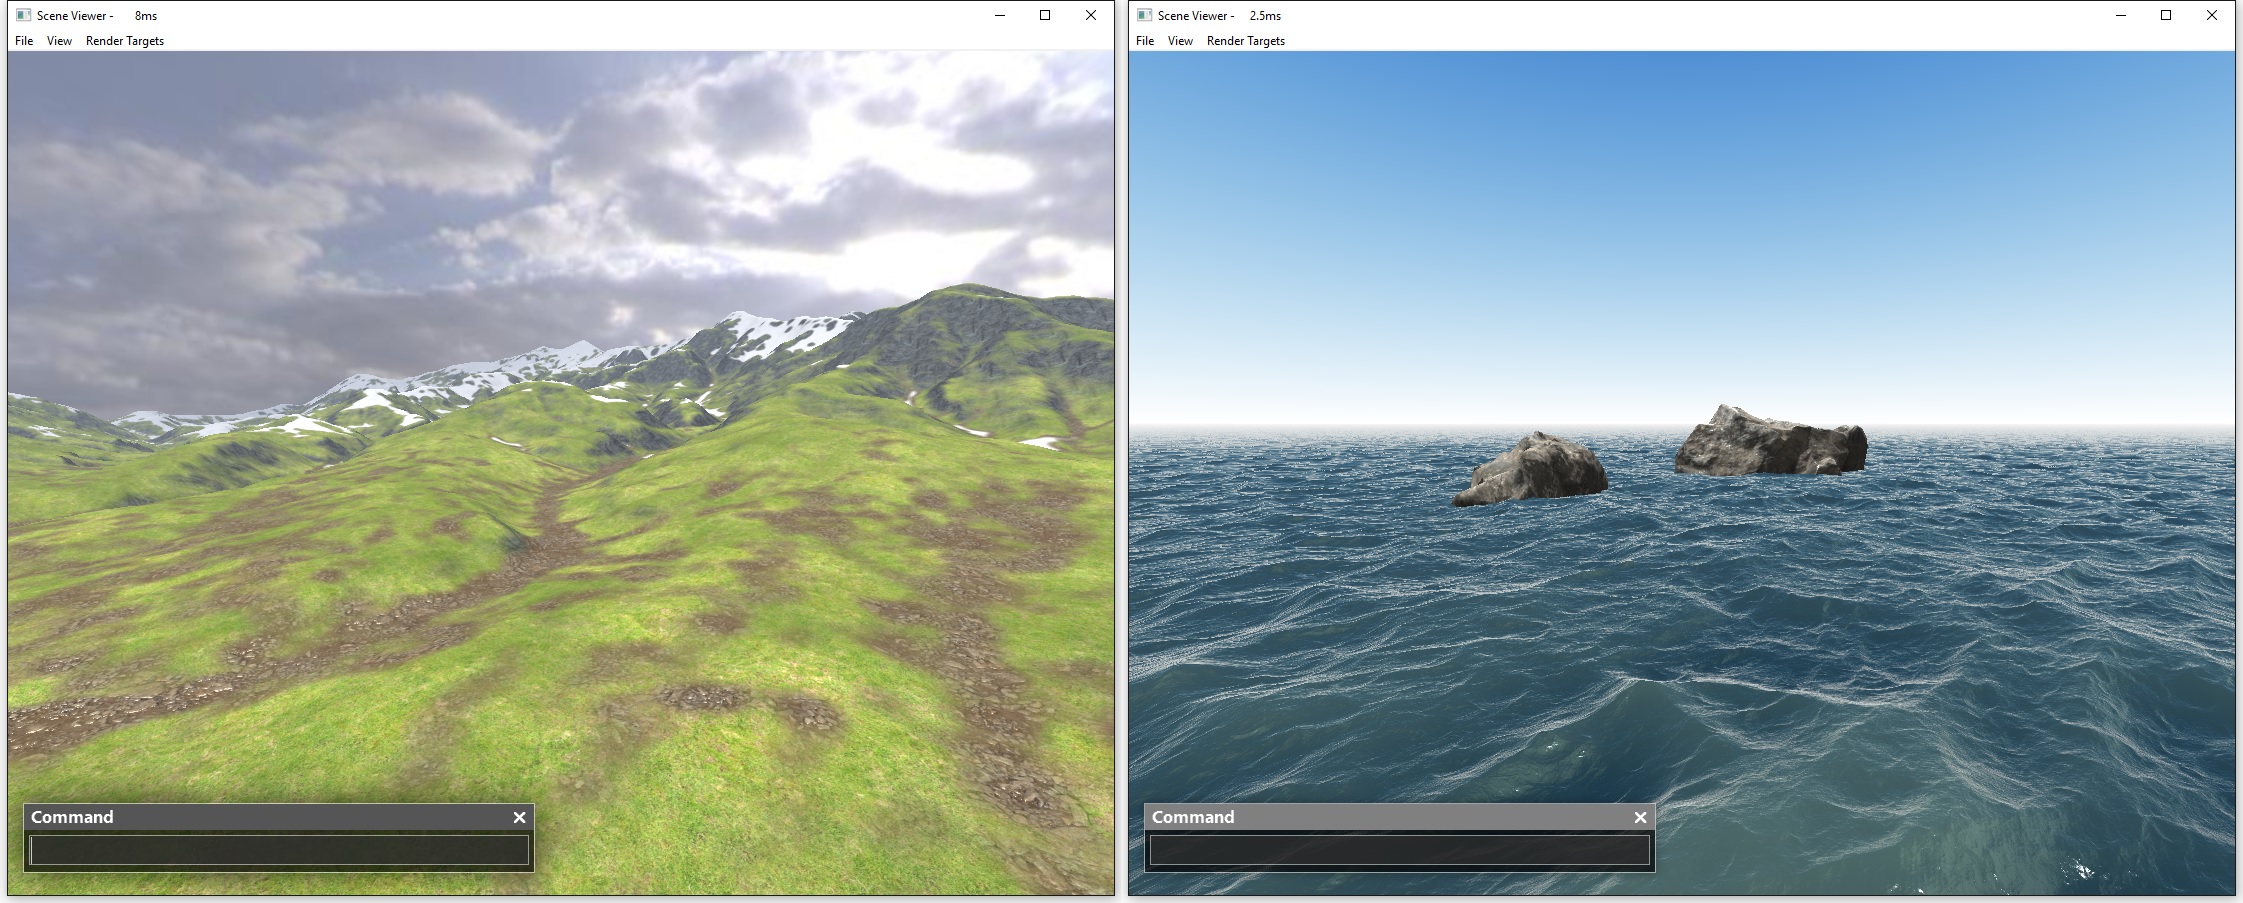 Scene Viewer - 8ms
File View Render Targets
Command
Scene Viewer - 2.5ms
File View Render Targets
Command